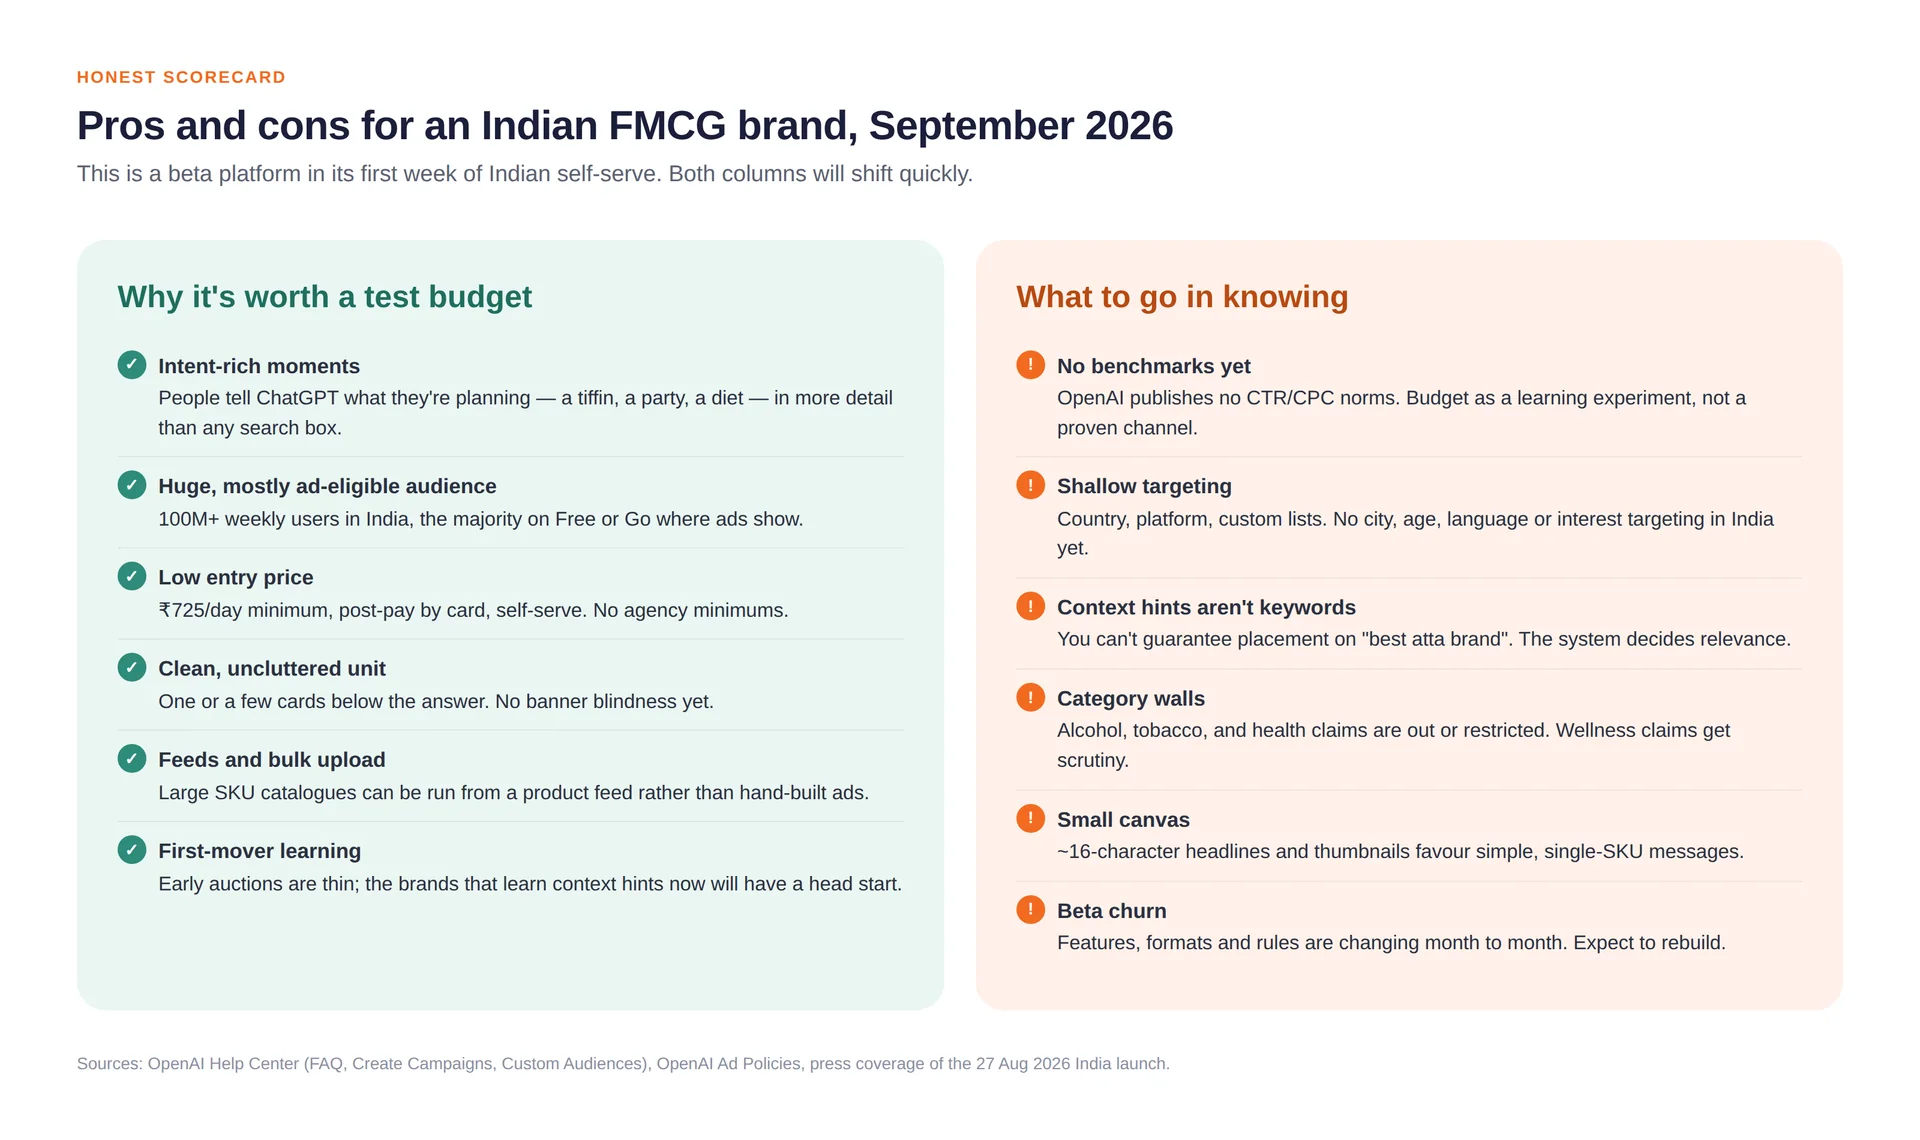 HONEST SCORECARD
Pros and cons for an Indian FMCG brand, September 2026
This is a beta platform in its first week of Indian self-serve. Both columns will shift quickly.
Why it's worth a test budget
✓ Intent-rich moments
People tell ChatGPT what they're planning — a tiffin, a party, a diet — in more detail
than any search box.
✓ Huge, mostly ad-eligible audience
100M+ weekly users in India, the majority on Free or Go where ads show.
✓ Low entry price
₹725/day minimum, post-pay by card, self-serve. No agency minimums.
✓ Clean, uncluttered unit
One or a few cards below the answer. No banner blindness yet.
✓ Feeds and bulk upload
Large SKU catalogues can be run from a product feed rather than hand-built ads.
✓ First-mover learning
Early auctions are thin; the brands that learn context hints now will have a head start.
What to go in knowing
! No benchmarks yet
OpenAI publishes no CTR/CPC norms. Budget as a learning experiment, not a
proven channel.
! Shallow targeting
Country, platform, custom lists. No city, age, language or interest targeting in India
yet.
! Context hints aren't keywords
You can't guarantee placement on "best atta brand". The system decides relevance.
! Category walls
Alcohol, tobacco, and health claims are out or restricted. Wellness claims get
scrutiny.
! Small canvas
~16-character headlines and thumbnails favour simple, single-SKU messages.
! Beta churn
Features, formats and rules are changing month to month. Expect to rebuild.
Sources: OpenAI Help Center (FAQ, Create Campaigns, Custom Audiences), OpenAI Ad Policies, press coverage of the 27 Aug 2026 India launch.